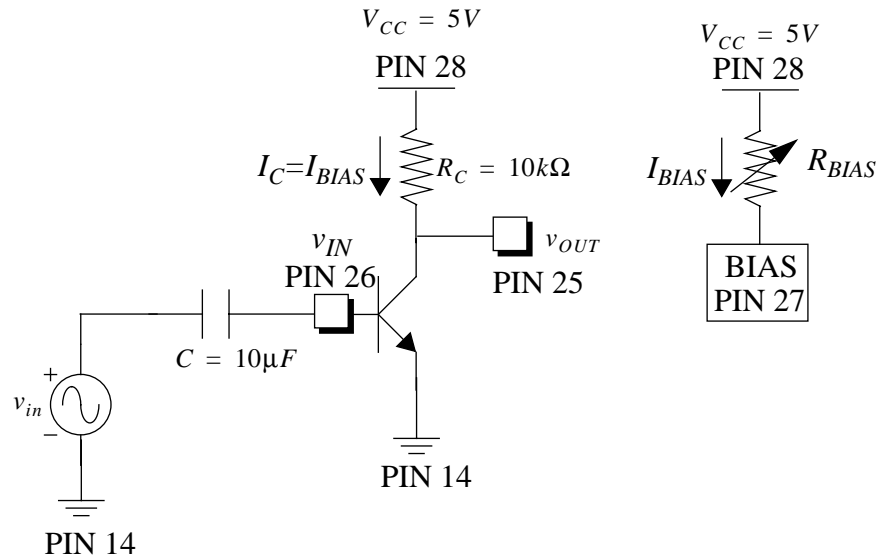 V_CC = 5V
PIN 28
I_C=I_BIAS
R_C = 10kΩ
v_IN
PIN 26
v_OUT
PIN 25
C = 10μF
+
v_in
−
PIN 14
PIN 14
V_CC = 5V
PIN 28
I_BIAS
R_BIAS
BIAS
PIN 27